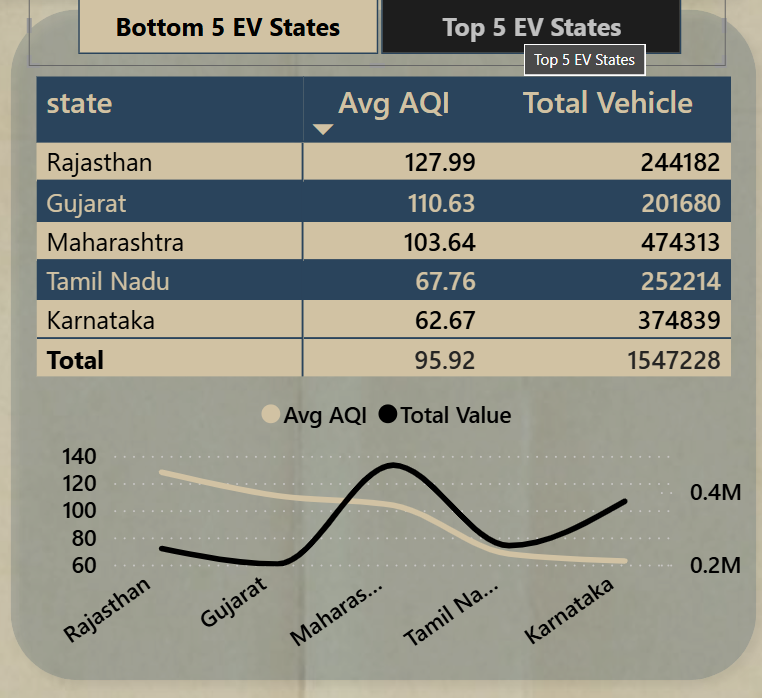 Bottom 5 EV States Top 5 EV States
Top 5 EV States
state Avg AQI Total Vehicle
Rajasthan 127.99 244182
Gujarat 110.63 201680
Maharashtra 103.64 474313
Tamil Nadu 67.76 252214
Karnataka 62.67 374839
Total 95.92 1547228
Avg AQI Total Value
140
120
100
80
60
0.4M
0.2M
Rajasthan
Gujarat
Maharas...
Tamil Na...
Karnataka